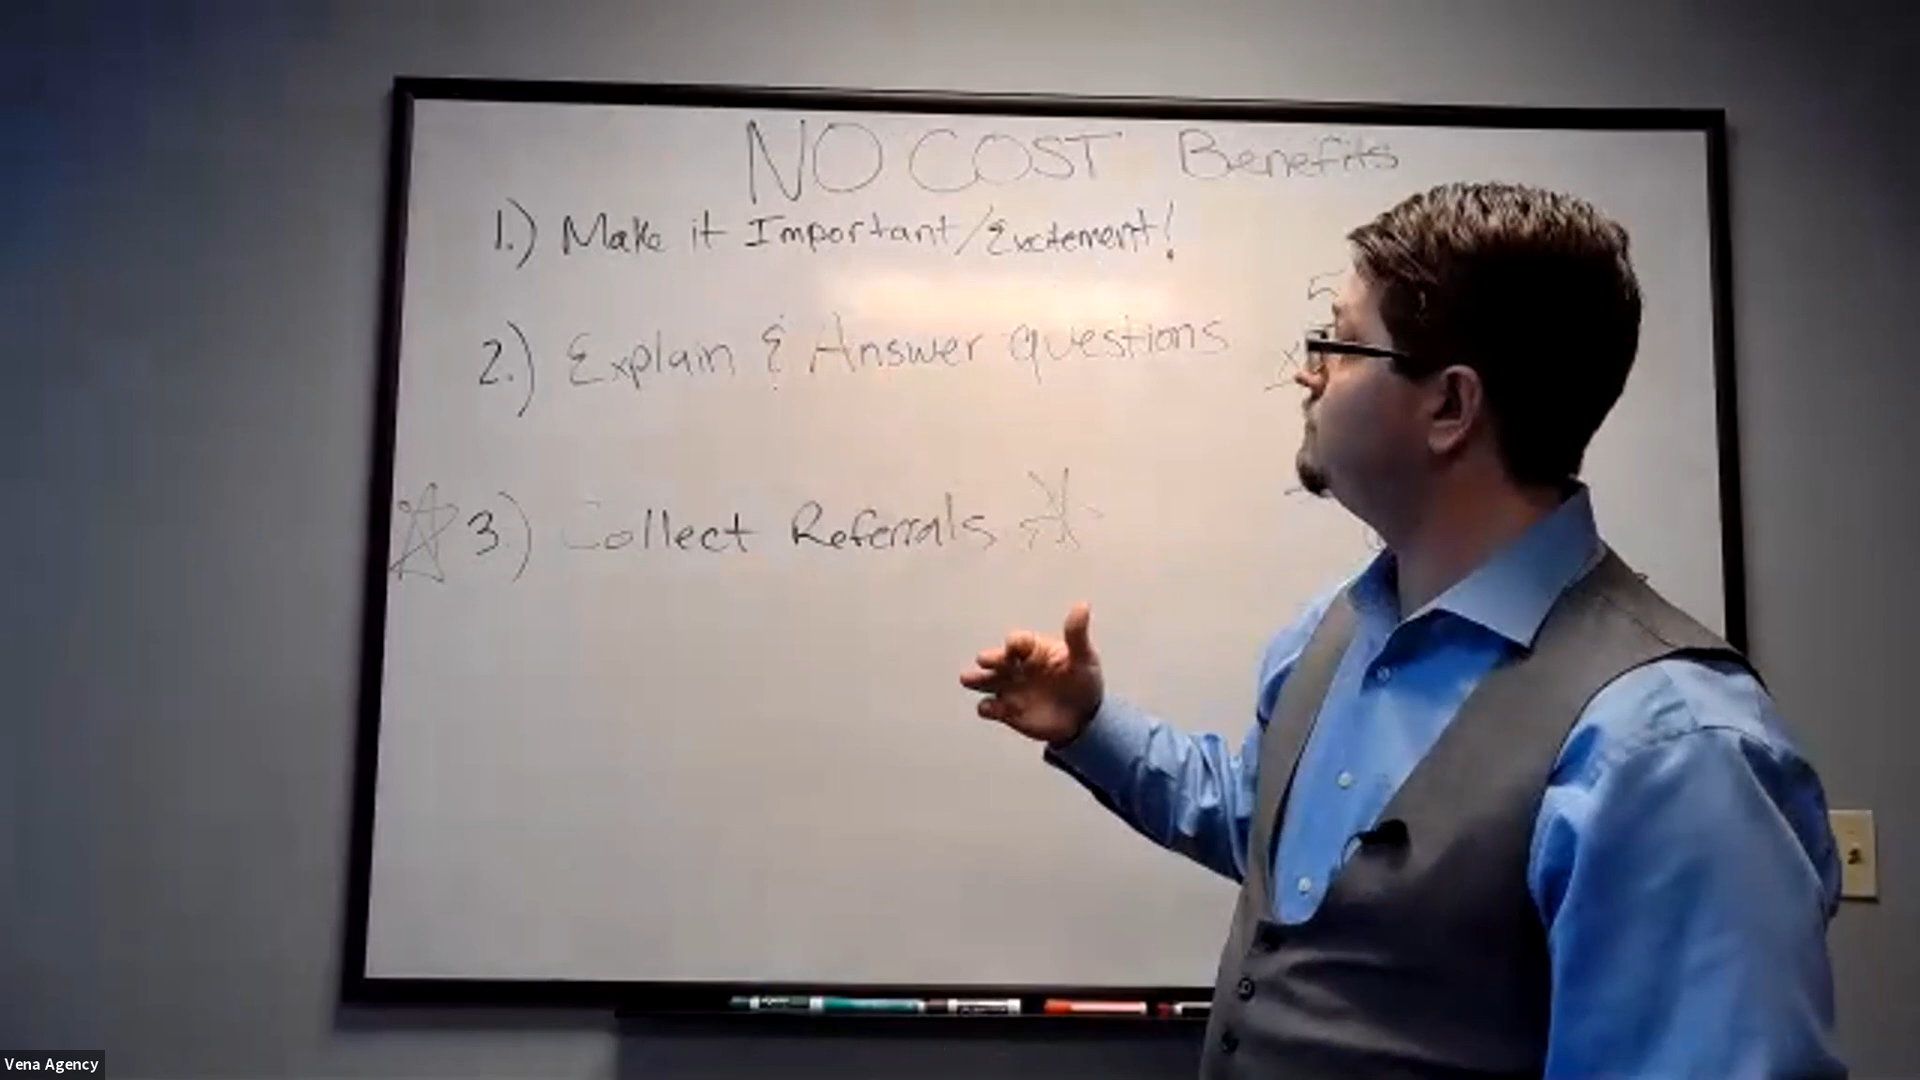 NO COST Benefits
1.) Make it Important/Excitement!
2.) Explain & Answer questions
3.) Collect Referrals
Vena Agency